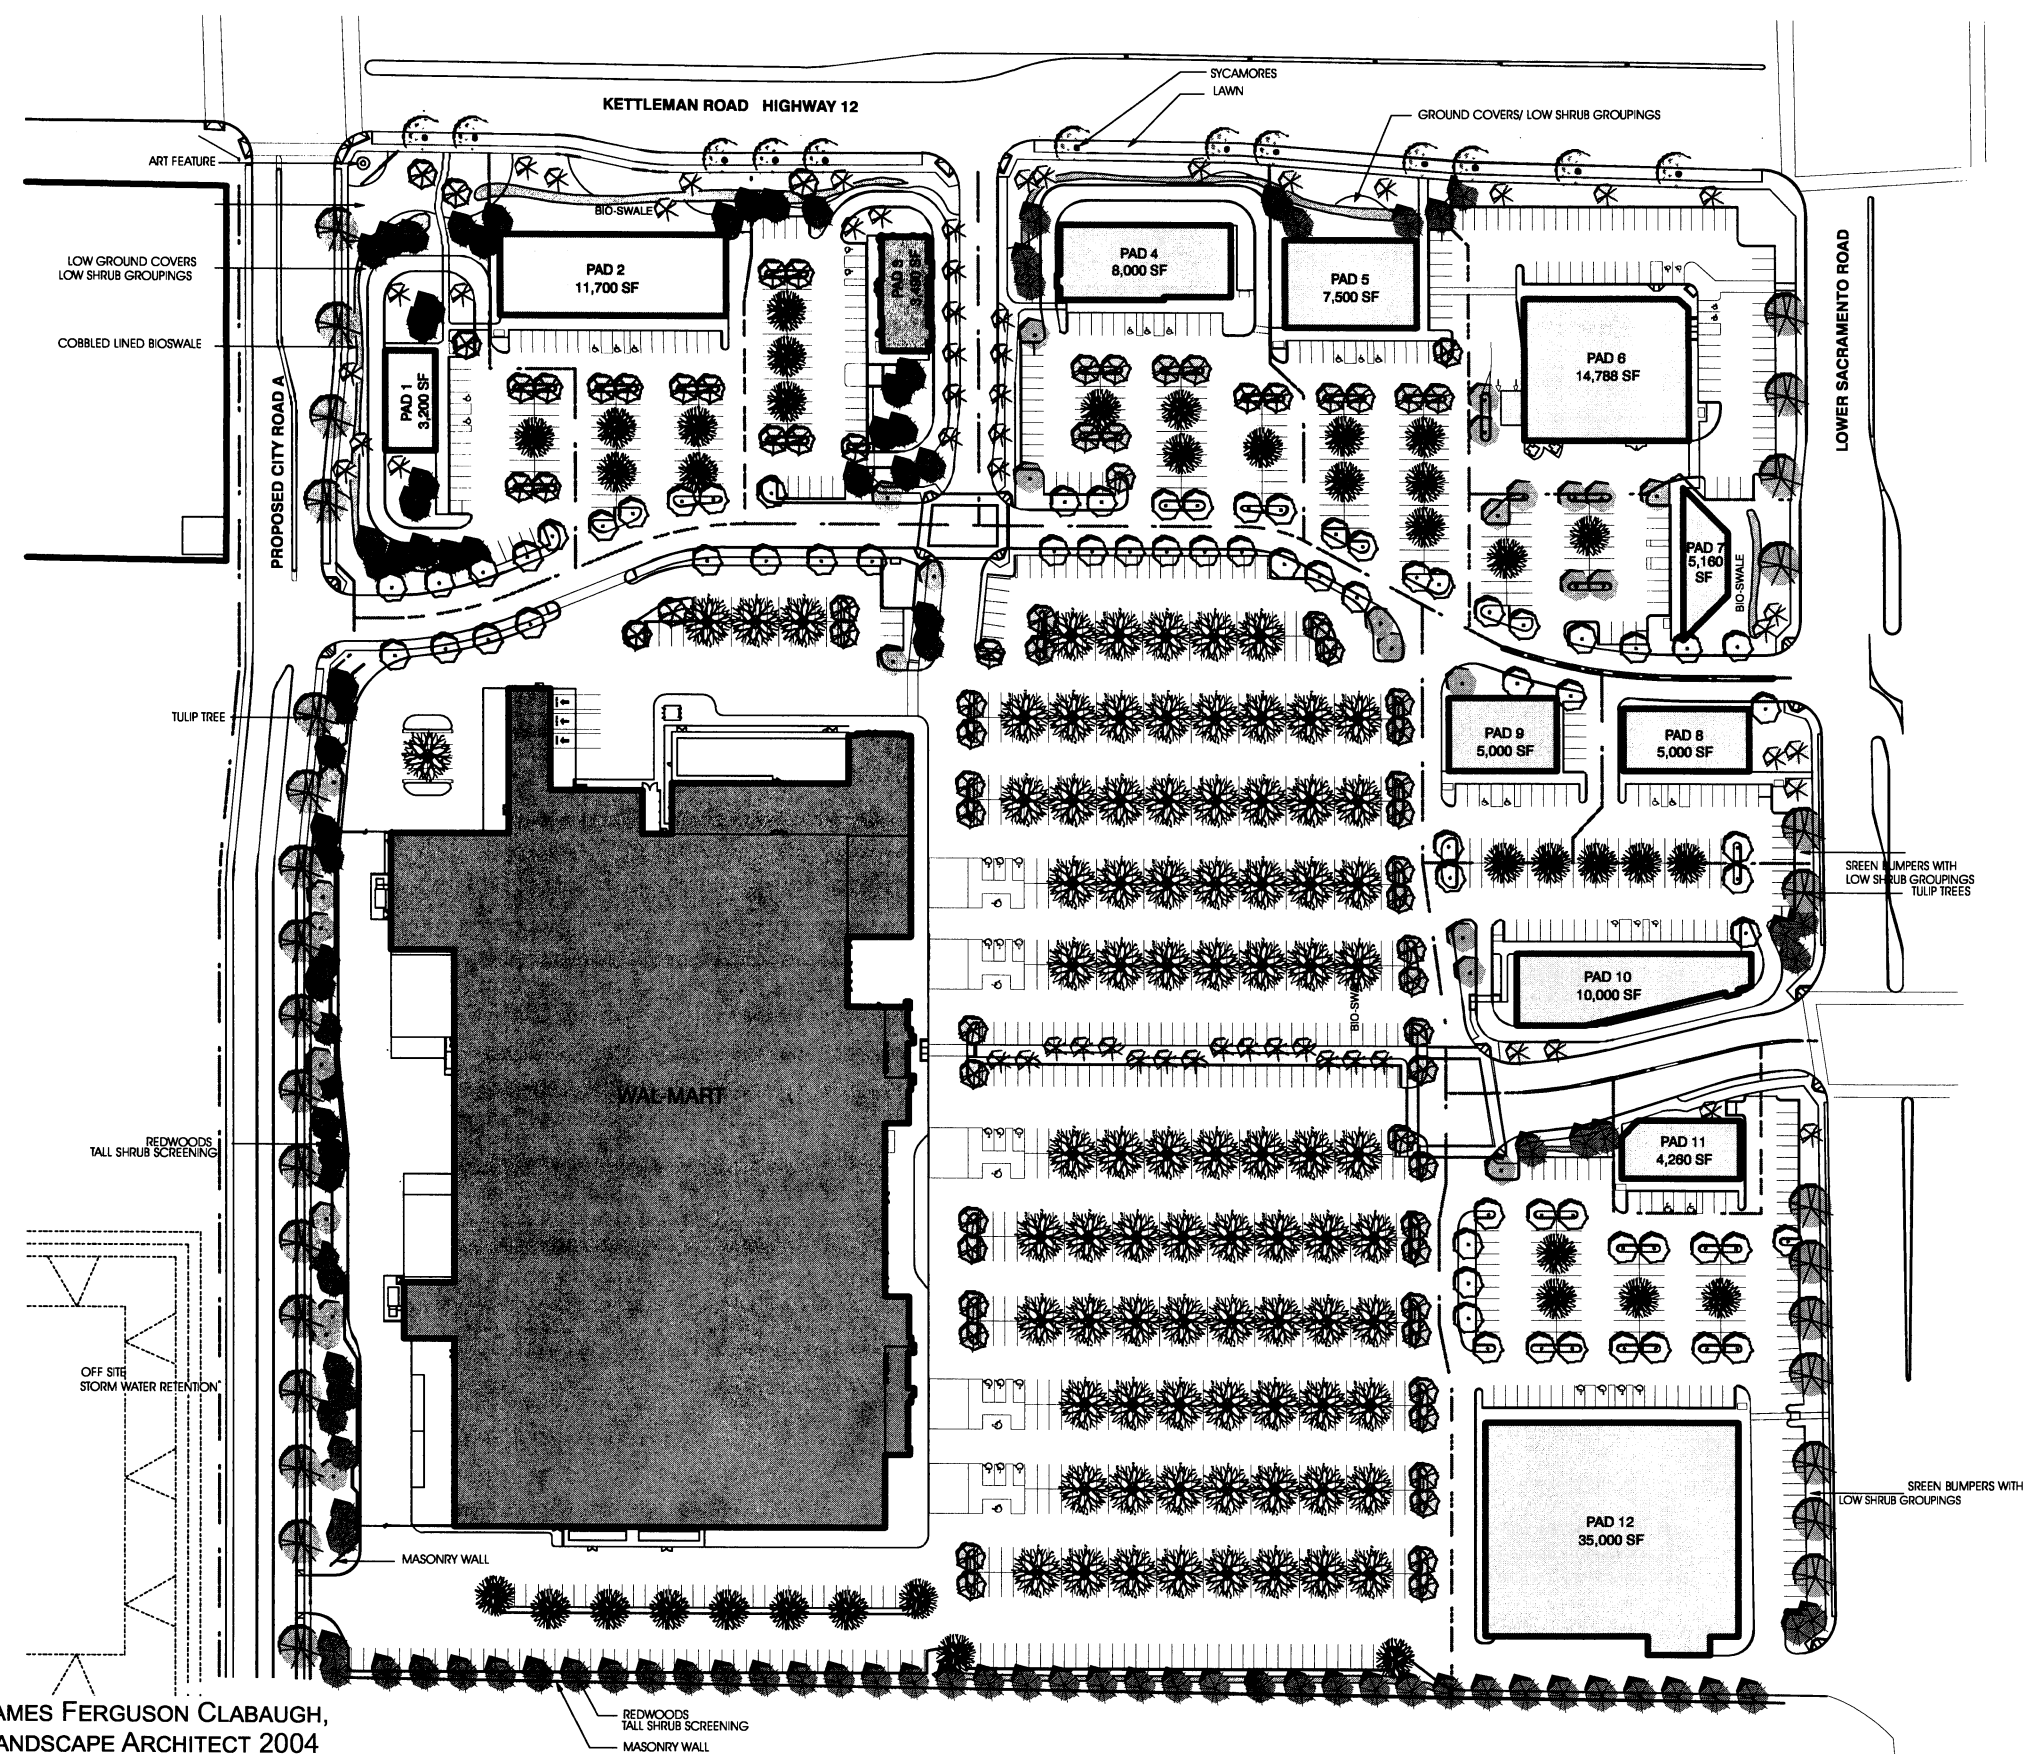 SYCAMORES
LAWN
KETTLEMAN ROAD HIGHWAY 12
GROUND COVERS/ LOW SHRUB GROUPINGS
ART FEATURE
BIO-SWALE
LOW GROUND COVERS
LOW SHRUB GROUPINGS
COBBLED LINED BIOSWALE
PROPOSED CITY ROAD A
PAD 1
3,200 SF
PAD 2
11,700 SF
PAD 3
PAD 4
8,000 SF
PAD 5
7,500 SF
PAD 6
14,788 SF
LOWER SACRAMENTO ROAD
PAD 7
5,160
SF
BIO-SWALE
TULIP TREE
PAD 9
5,000 SF
PAD 8
5,000 SF
SREEN BUMPERS WITH
LOW SHRUB GROUPINGS
TULIP TREES
PAD 10
10,000 SF
WAL-MART
REDWOODS
TALL SHRUB SCREENING
PAD 11
4,260 SF
OFF SITE
STORM WATER RETENTION
SREEN BUMPERS WITH
LOW SHRUB GROUPINGS
PAD 12
35,000 SF
MASONRY WALL
AMES FERGUSON CLABAUGH,
ANDSCAPE ARCHITECT 2004
REDWOODS
TALL SHRUB SCREENING
MASONRY WALL